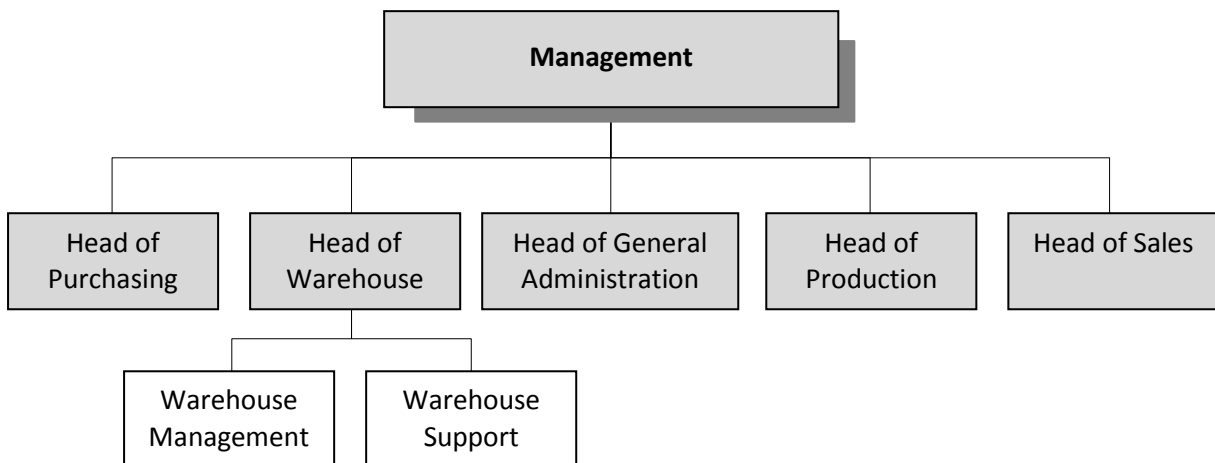 Management
Head of
Purchasing
Head of
Warehouse
Head of General
Administration
Head of
Production
Head of Sales
Warehouse
Management
Warehouse
Support